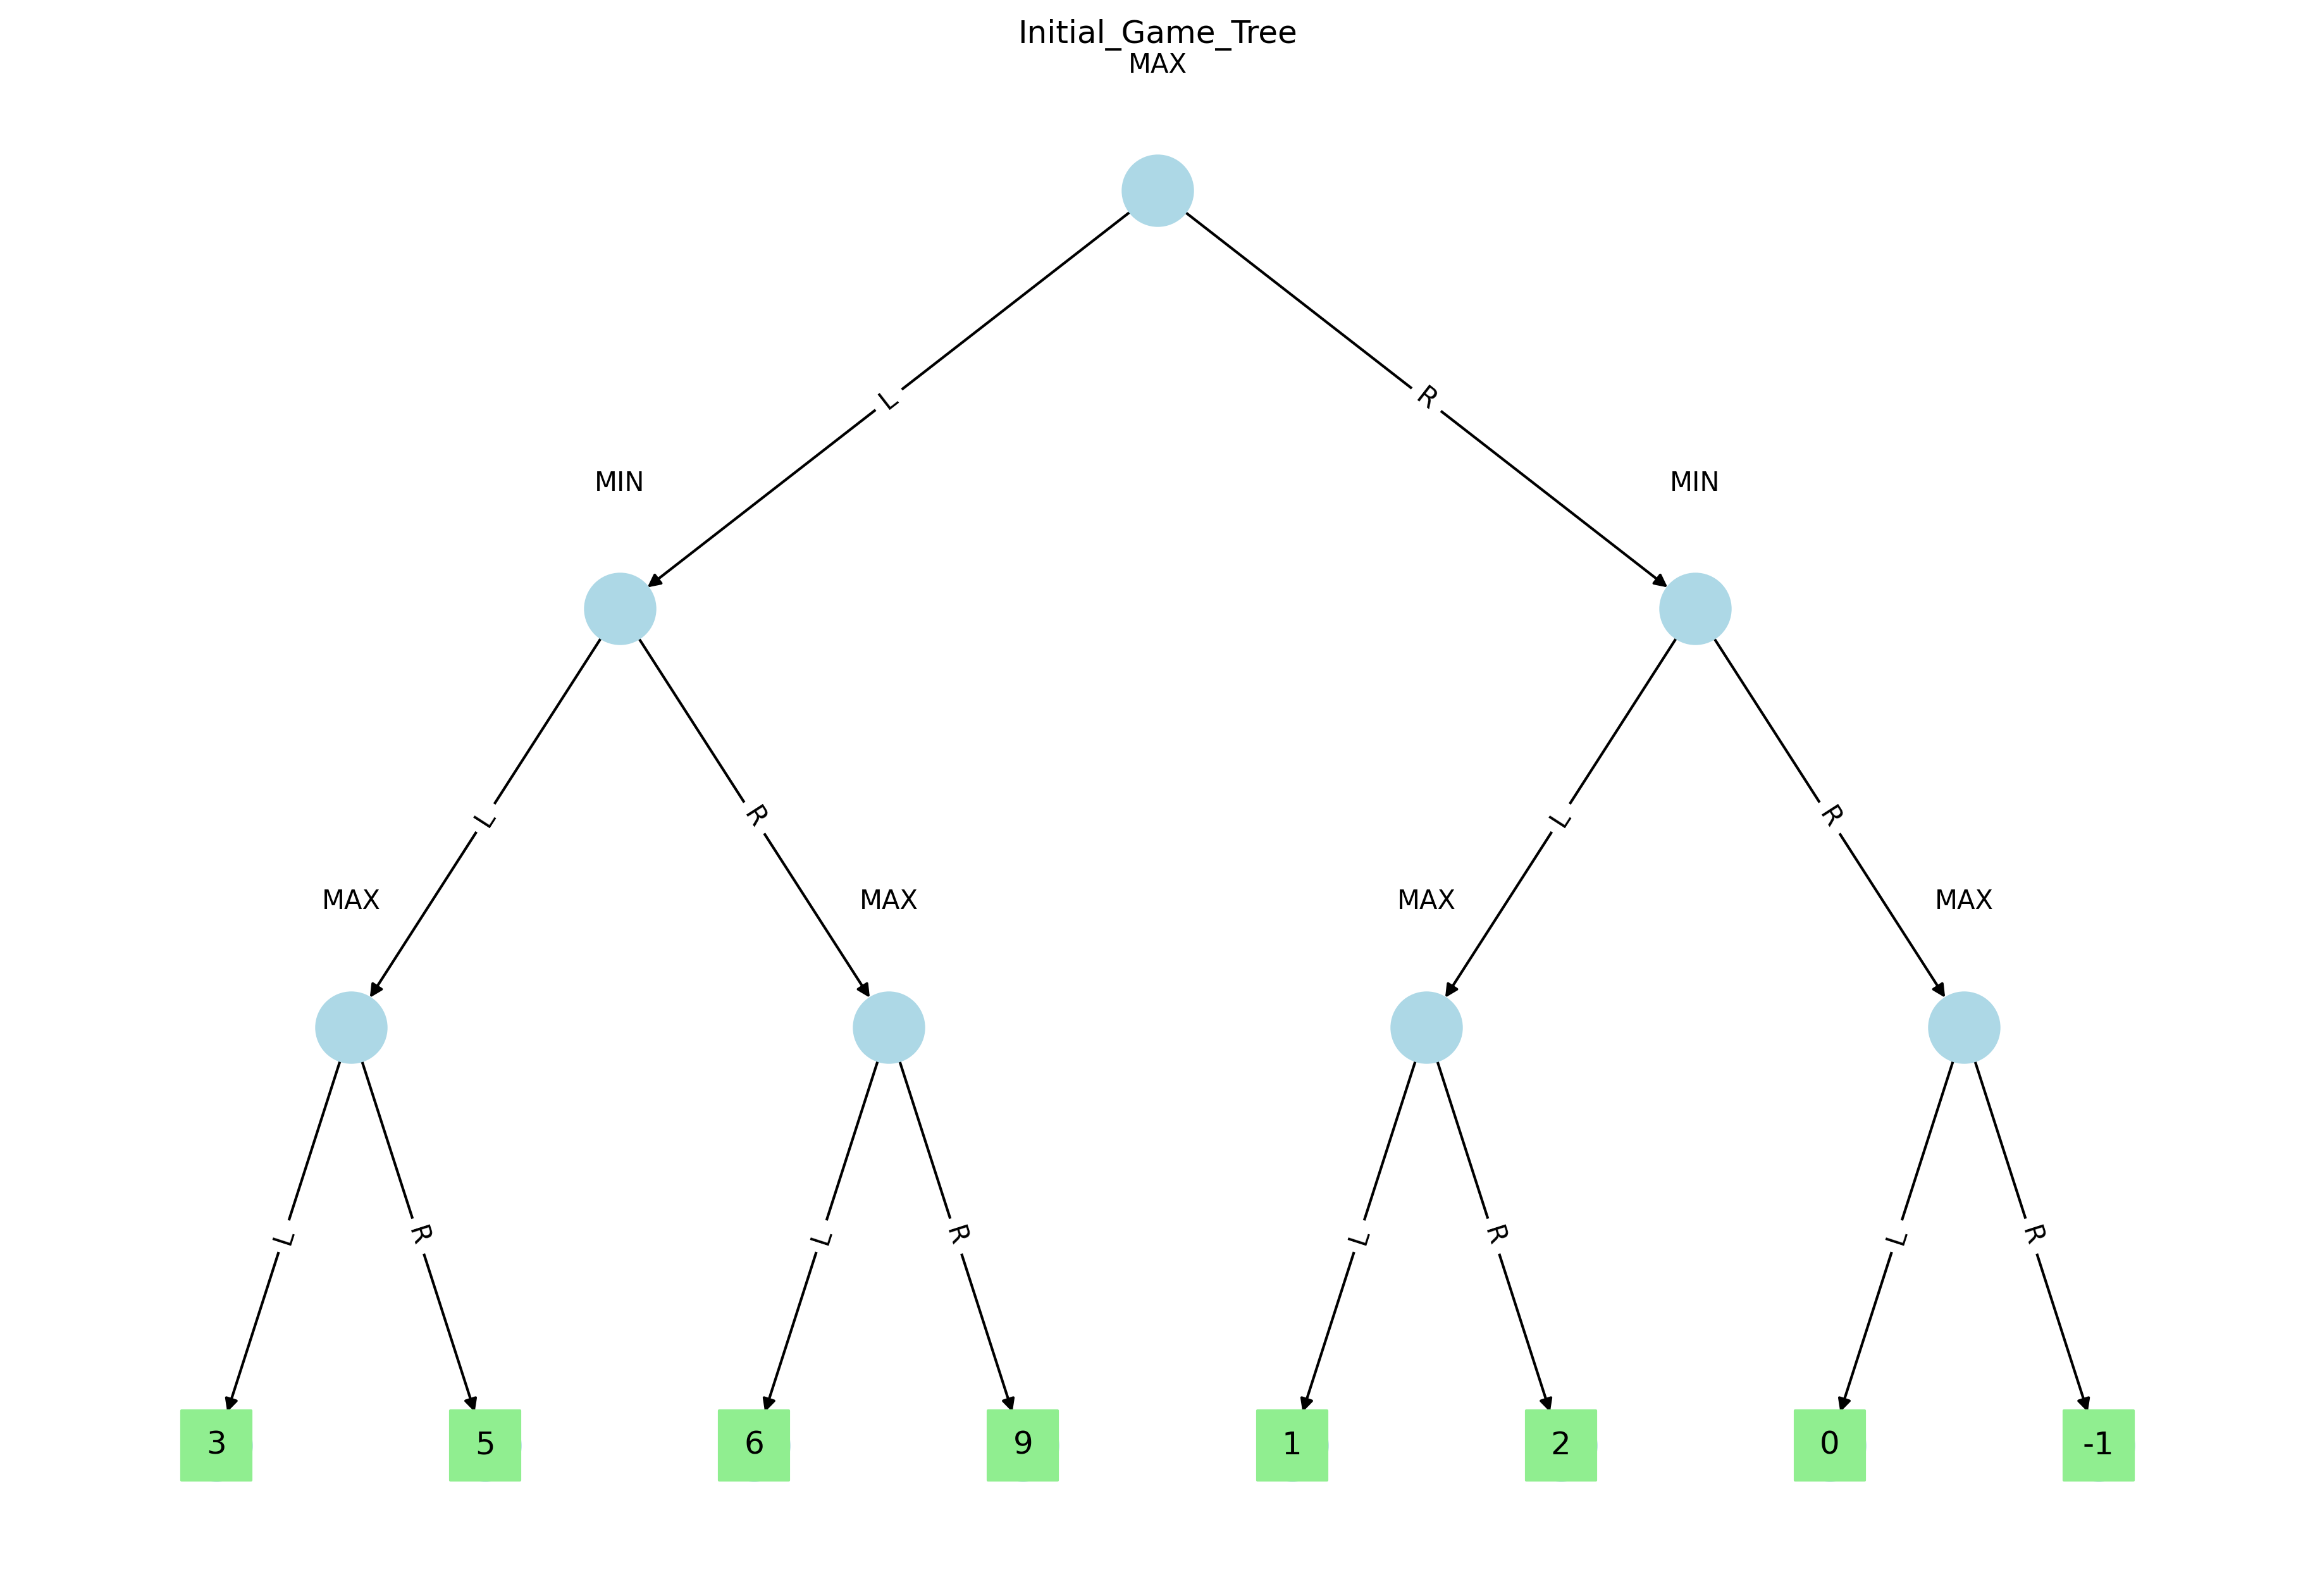 Initial_Game_Tree
MAX
L R
MIN MIN
L R L R
MAX MAX MAX MAX
L R L R L R L R
3 5 6 9 1 2 0 -1